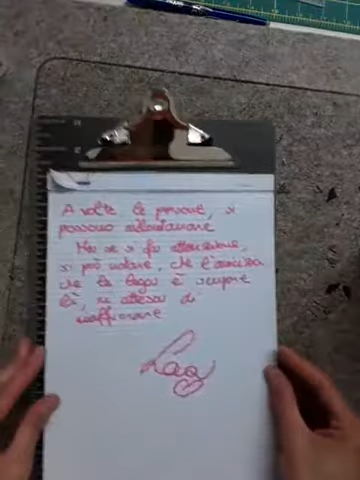 A volte le persone, si
possono allontanare
Ma se si fa attenzione,
si può notare, che l'amicizia
che le lega è sempre
lì, in attesa di
riaffiorare